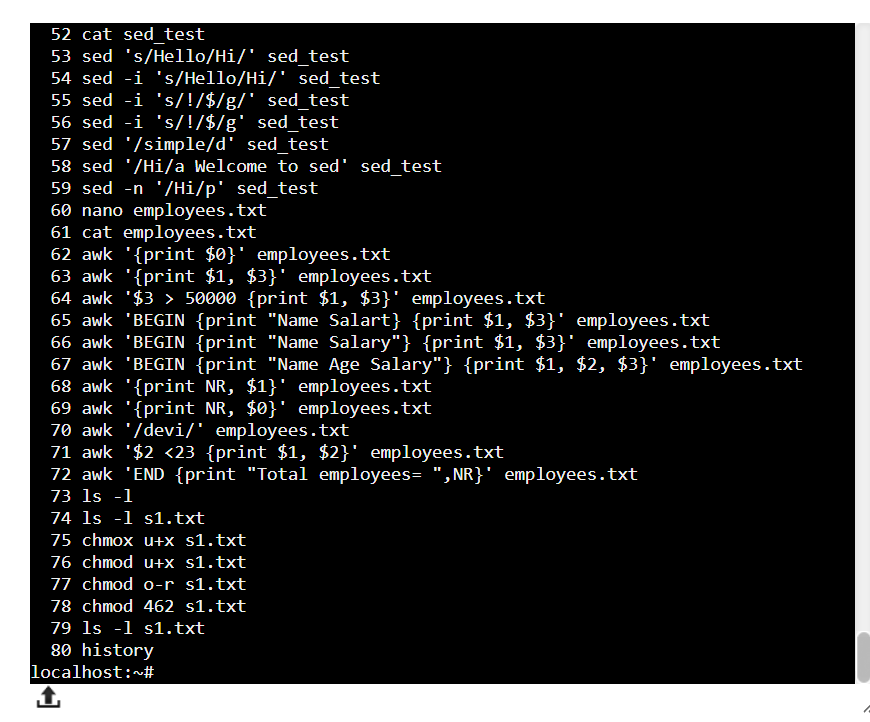 52 cat sed_test
53 sed 's/Hello/Hi/' sed_test
54 sed -i 's/Hello/Hi/' sed_test
55 sed -i 's/!/$/g/' sed_test
56 sed -i 's/!/$/g' sed_test
57 sed '/simple/d' sed_test
58 sed '/Hi/a Welcome to sed' sed_test
59 sed -n '/Hi/p' sed_test
60 nano employees.txt
61 cat employees.txt
62 awk '{print $0}' employees.txt
63 awk '{print $1, $3}' employees.txt
64 awk '$3 > 50000 {print $1, $3}' employees.txt
65 awk 'BEGIN {print "Name Salart} {print $1, $3}' employees.txt
66 awk 'BEGIN {print "Name Salary"} {print $1, $3}' employees.txt
67 awk 'BEGIN {print "Name Age Salary"} {print $1, $2, $3}' employees.txt
68 awk '{print NR, $1}' employees.txt
69 awk '{print NR, $0}' employees.txt
70 awk '/devi/' employees.txt
71 awk '$2 <23 {print $1, $2}' employees.txt
72 awk 'END {print "Total employees= ",NR}' employees.txt
73 ls -l
74 ls -l s1.txt
75 chmox u+x s1.txt
76 chmod u+x s1.txt
77 chmod o-r s1.txt
78 chmod 462 s1.txt
79 ls -l s1.txt
80 history
localhost:~#